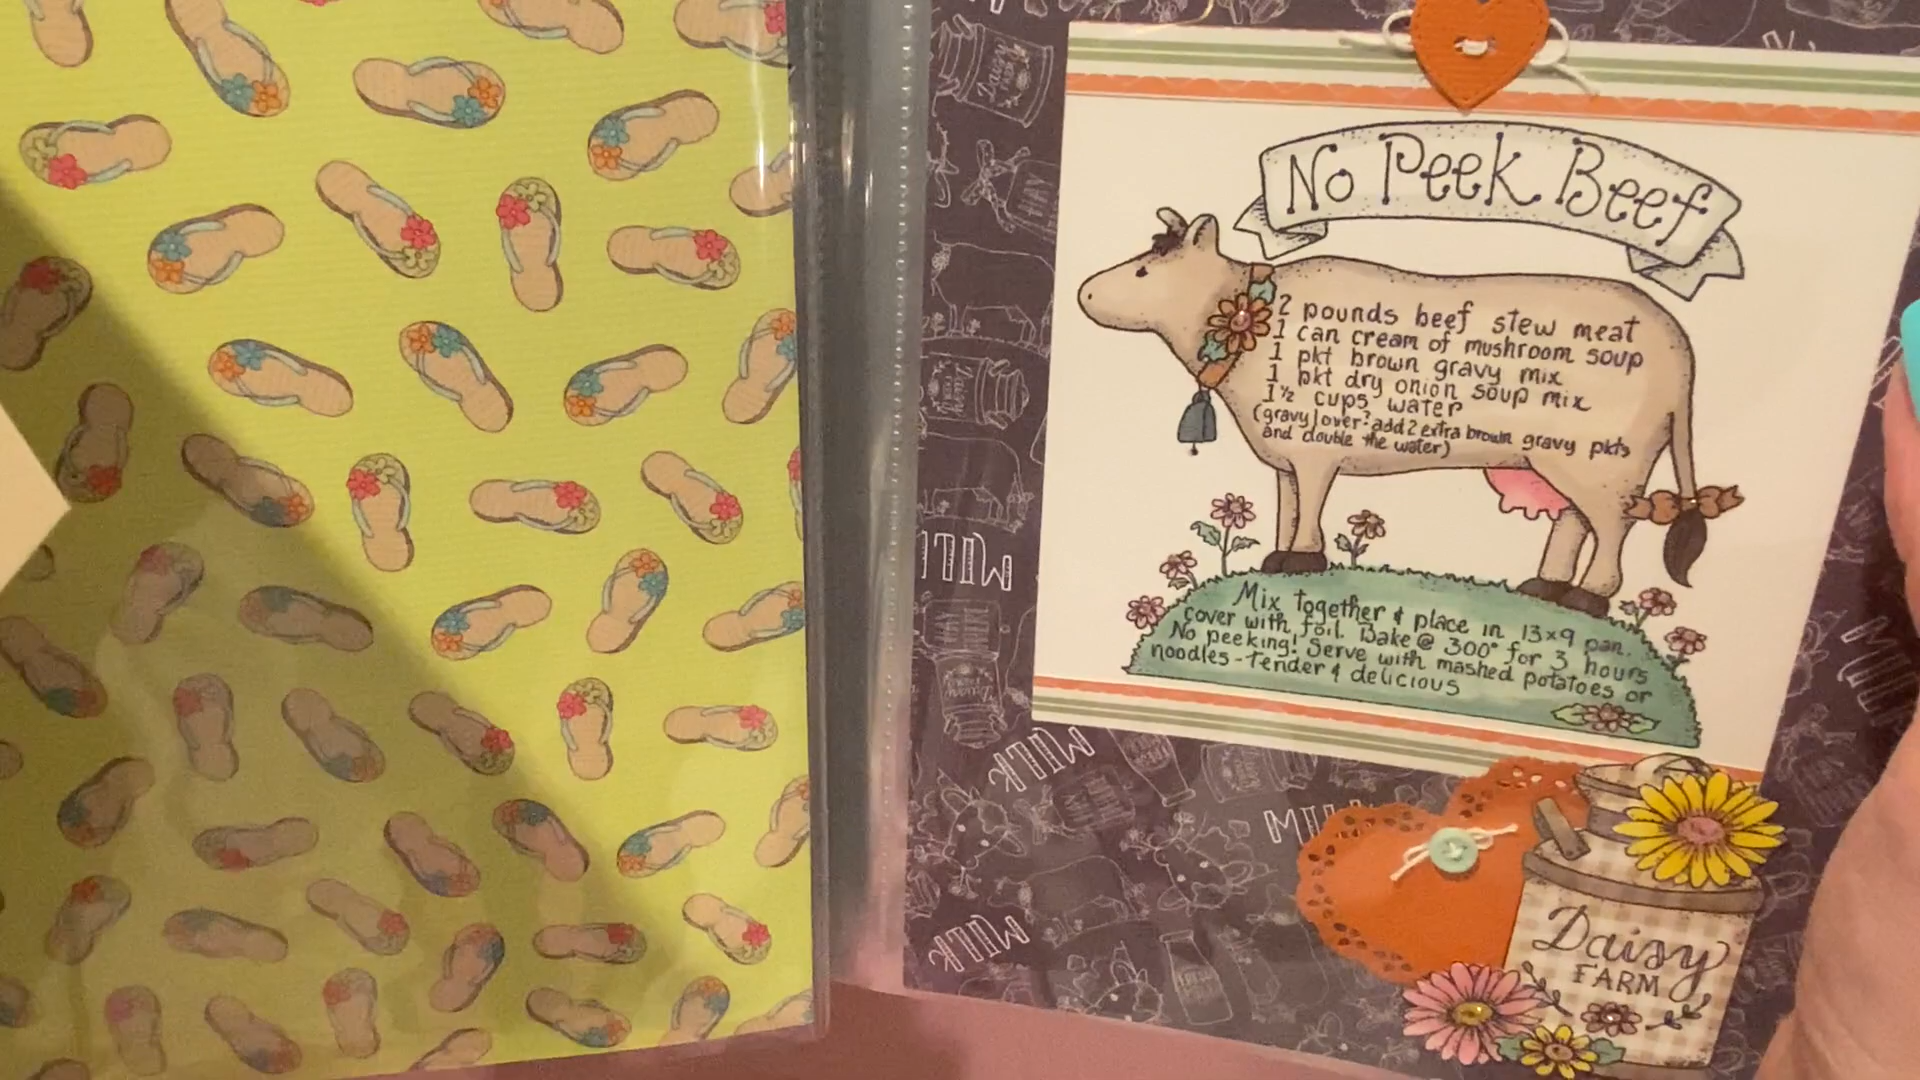 No Peek Beef
2 pounds beef stew meat
1 can cream of mushroom soup
1 pkt brown gravy mix
1 pkt dry onion soup mix
1 ½ cups water
(gravy lover? add 2 extra brown gravy pkts
and double the water)
Mix together & place in 13x9 pan.
Cover with foil. Bake @ 300° for 3 hours
No peeking! Serve with mashed potatoes or
noodles - Tender & delicious
MILK
MILK
MILK
MILK
Daisy
FARM